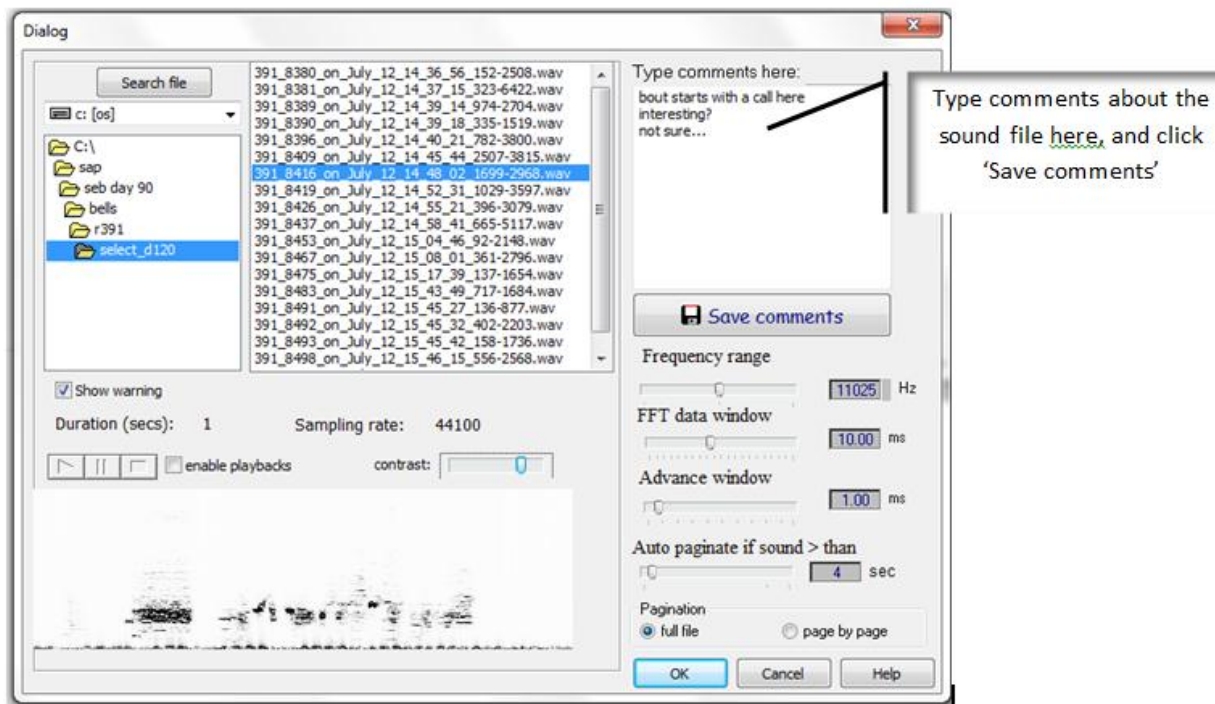 Dialog
Search file
c: [os]
C:\
sap
seb day 90
bells
r391
select_d120
391_8380_on_July_12_14_36_56_152-2508.wav
391_8381_on_July_12_14_37_15_323-6422.wav
391_8389_on_July_12_14_39_14_974-2704.wav
391_8390_on_July_12_14_39_18_335-1519.wav
391_8396_on_July_12_14_40_21_782-3800.wav
391_8409_on_July_12_14_45_44_2507-3815.wav
391_8416_on_July_12_14_48_02_1699-2968.wav
391_8419_on_July_12_14_52_31_1029-3597.wav
391_8426_on_July_12_14_55_21_396-3079.wav
391_8437_on_July_12_14_58_41_665-5117.wav
391_8453_on_July_12_15_04_46_92-2148.wav
391_8467_on_July_12_15_08_01_361-2796.wav
391_8475_on_July_12_15_17_39_137-1654.wav
391_8483_on_July_12_15_43_49_717-1684.wav
391_8491_on_July_12_15_45_27_136-877.wav
391_8492_on_July_12_15_45_32_402-2203.wav
391_8493_on_July_12_15_45_42_158-1736.wav
391_8498_on_July_12_15_46_15_556-2568.wav
Show warning
Duration (secs): 1 Sampling rate: 44100
enable playbacks contrast:
Type comments here:
bout starts with a call here
interesting?
not sure...
Save comments
Frequency range
11025 Hz
FFT data window
10.00 ms
Advance window
1.00 ms
Auto paginate if sound > than
4 sec
Pagination
full file page by page
OK Cancel Help
Type comments about the
sound file here, and click
‘Save comments’